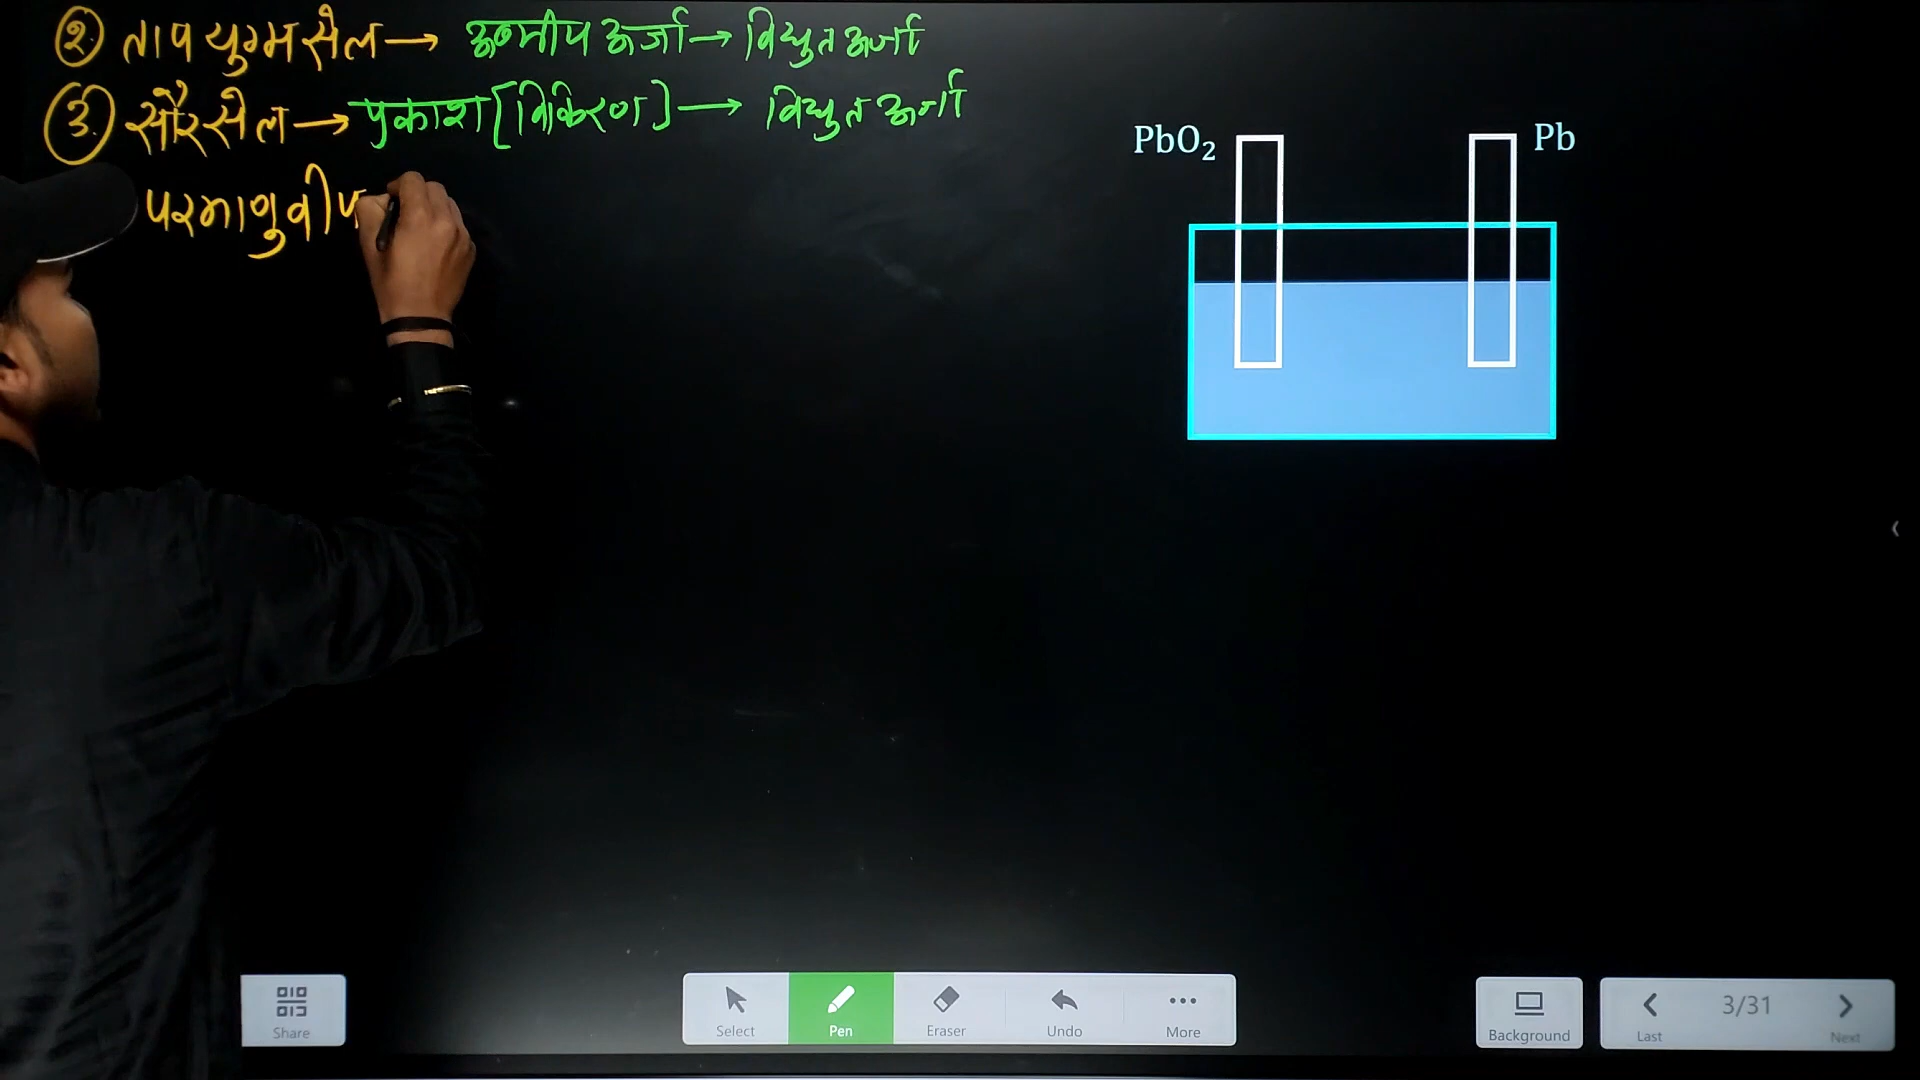 ② ताप युग्म सेल → ऊष्मीय ऊर्जा → विद्युत ऊर्जा
③ सौर सेल → प्रकाश [विकिरण] → विद्युत ऊर्जा
परमाणुवीय
PbO₂
Pb
Share
Select
Pen
Eraser
Undo
More
Background
Last
3/31
Next